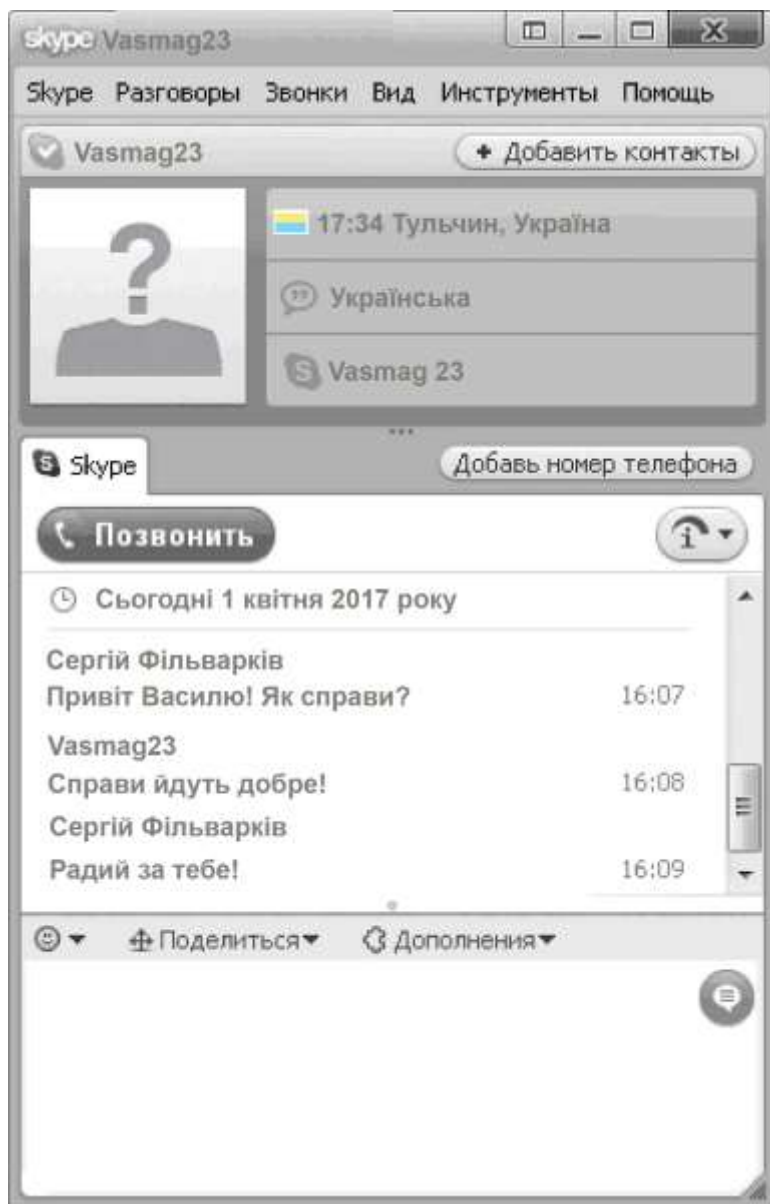 skype Vasmag23
Skype Разговоры Звонки Вид Инструменты Помощь
Vasmag23
+ Добавить контакты
17:34 Тульчин, Україна
Українська
Vasmag 23
Skype
Добавь номер телефона
Позвонить
Сьогодні 1 квітня 2017 року
Сергій Фільварків
Привіт Василю! Як справи? 16:07
Vasmag23
Справи йдуть добре! 16:08
Сергій Фільварків
Радий за тебе! 16:09
Поделиться Дополнения